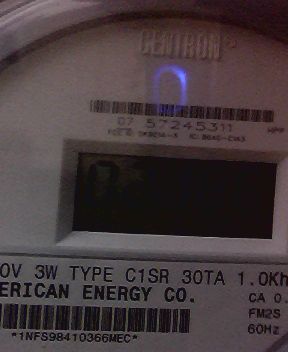 CENTRON
07 57245311
0V 3W TYPE C1SR 30TA 1.0Kh
ERICAN ENERGY CO.
CA 0.
FM2S
60Hz
*1NFS98410366MEC*